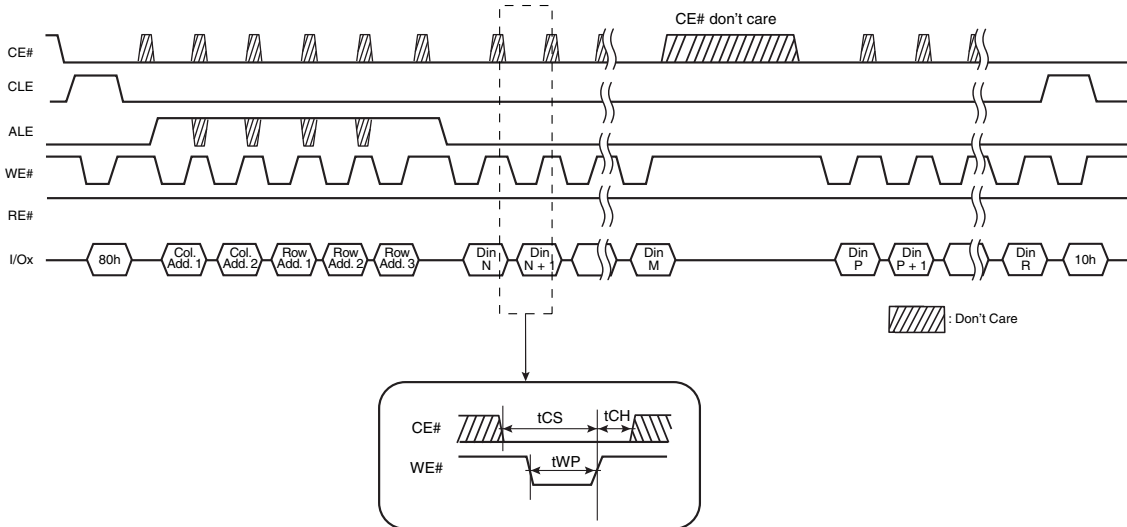 CE# don't care
CE#
CLE
ALE
WE#
RE#
I/Ox
80h
Col.
Add. 1
Col.
Add. 2
Row
Add. 1
Row
Add. 2
Row
Add. 3
Din
N
Din
N + 1
Din
M
Din
P
Din
P + 1
Din
R
10h
: Don't Care
CE#
tCS
tCH
WE#
tWP